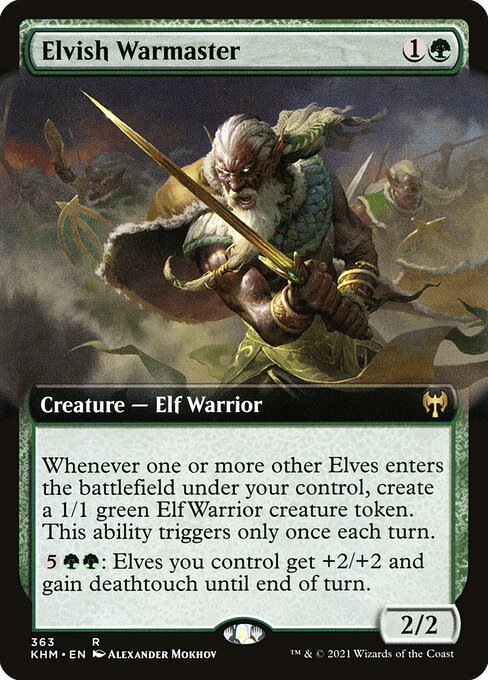 Elvish Warmaster 1
Creature — Elf Warrior
Whenever one or more other Elves enters
the battlefield under your control, create
a 1/1 green Elf Warrior creature token.
This ability triggers only once each turn.
5: Elves you control get +2/+2 and
gain deathtouch until end of turn.
2/2
363 R
KHM • EN Alexander Mokhov
™ & © 2021 Wizards of the Coast